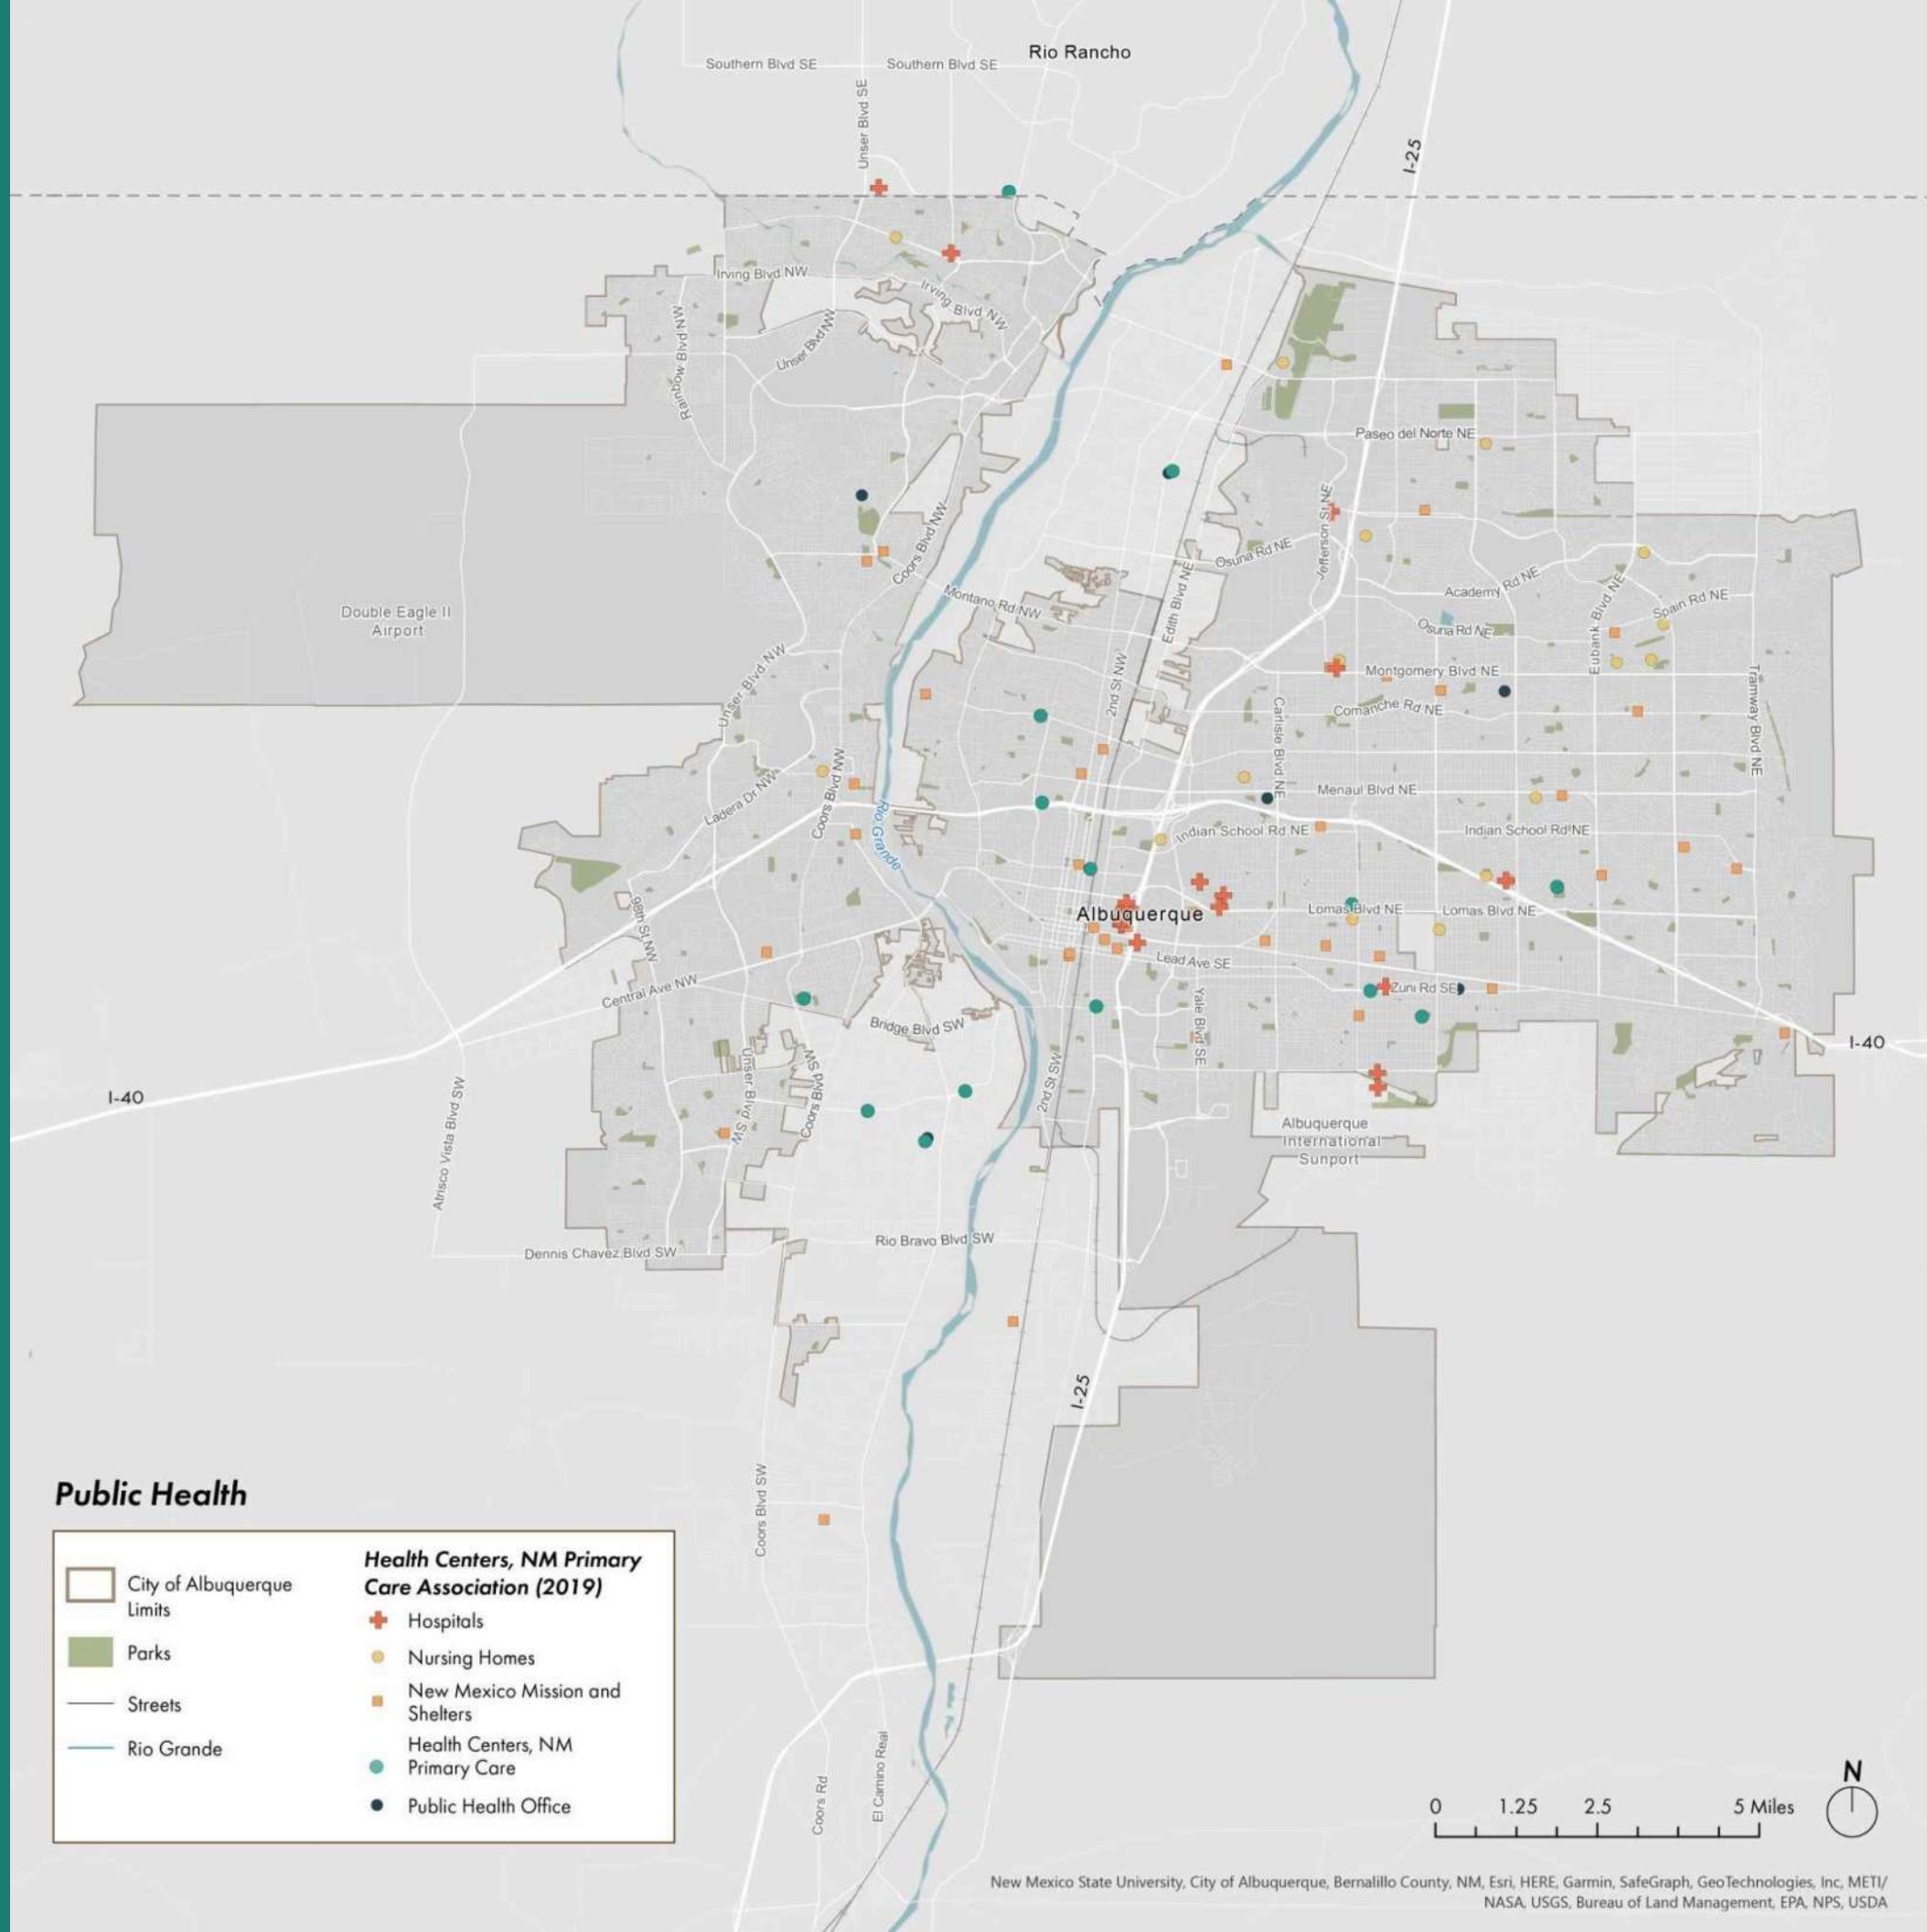 Rio Rancho
Southern Blvd SE
Southern Blvd SE
Unser Blvd SE
I-25
Irving Blvd NW
Irving Blvd NW
Rainbow Blvd NW
Unser Blvd NW
Paseo del Norte NE
Coors Blvd NW
Jefferson St NE
Osuna Rd NE
Double Eagle II
Airport
Montano Rd NW
Edith Blvd NE
Academy Rd NE
Eubank Blvd NE
Spain Rd NE
Osuna Rd NE
Unser Blvd NW
2nd St NW
Montgomery Blvd NE
Carlisle Blvd NE
Comanche Rd NE
Tramway Blvd NE
Ladera Dr NW
Coors Blvd NW
Rio Grande
Menaul Blvd NE
Indian School Rd NE
Indian School Rd NE
98th St NW
Albuquerque
Lomas Blvd NE
Lomas Blvd NE
Lead Ave SE
Central Ave NW
Zuni Rd SE
Yale Blvd SE
Bridge Blvd SW
I-40
I-40
Atrisco Vista Blvd SW
Unser Blvd SW
Coors Blvd SW
2nd St SW
Albuquerque
International
Sunport
Rio Bravo Blvd SW
Dennis Chavez Blvd SW
I-25
Coors Blvd SW
Coors Rd
El Camino Real
Public Health
City of Albuquerque
Limits
Parks
Streets
Rio Grande
Health Centers, NM Primary
Care Association (2019)
Hospitals
Nursing Homes
New Mexico Mission and
Shelters
Health Centers, NM
Primary Care
Public Health Office
N
0 1.25 2.5 5 Miles
New Mexico State University, City of Albuquerque, Bernalillo County, NM, Esri, HERE, Garmin, SafeGraph, GeoTechnologies, Inc, METI/
NASA, USGS, Bureau of Land Management, EPA, NPS, USDA